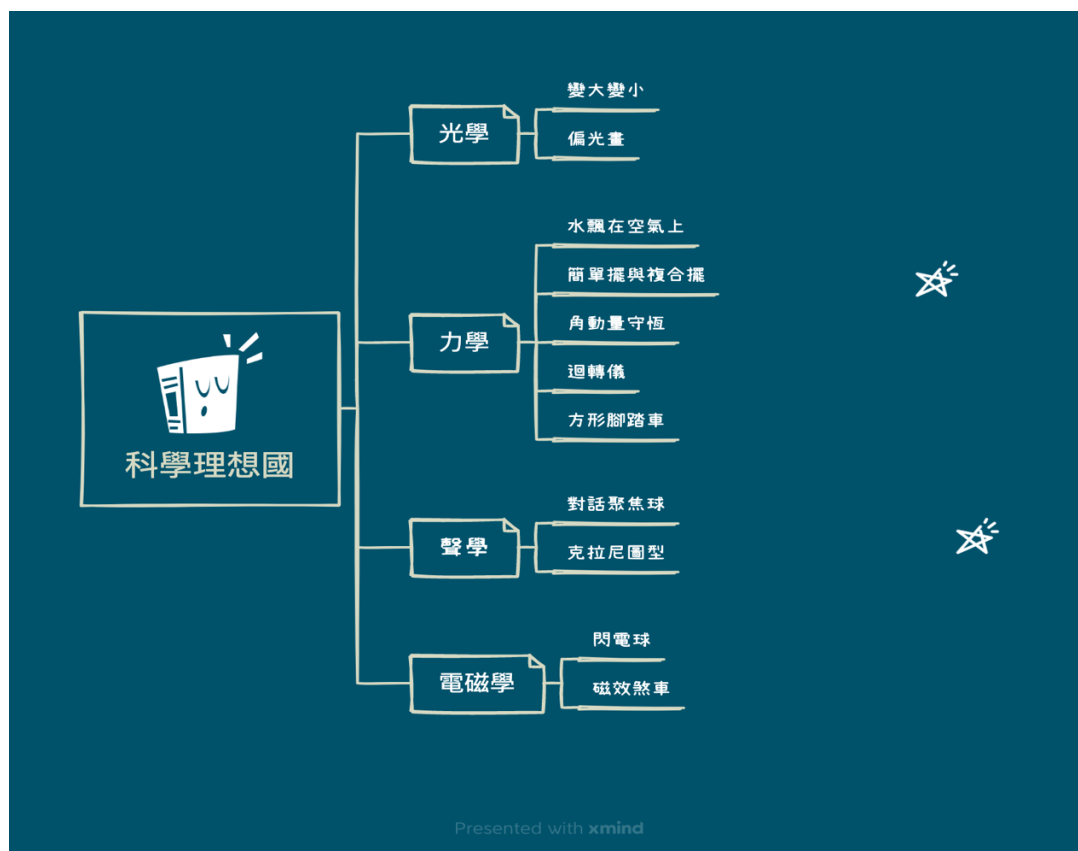 變大變小
光學
偏光畫
水飄在空氣上
簡單擺與複合擺
角動量守恆
力學
迴轉儀
方形腳踏車
科學理想國
對話聚焦球
聲學
克拉尼圖型
閃電球
電磁學
磁效煞車
Presented with xmind